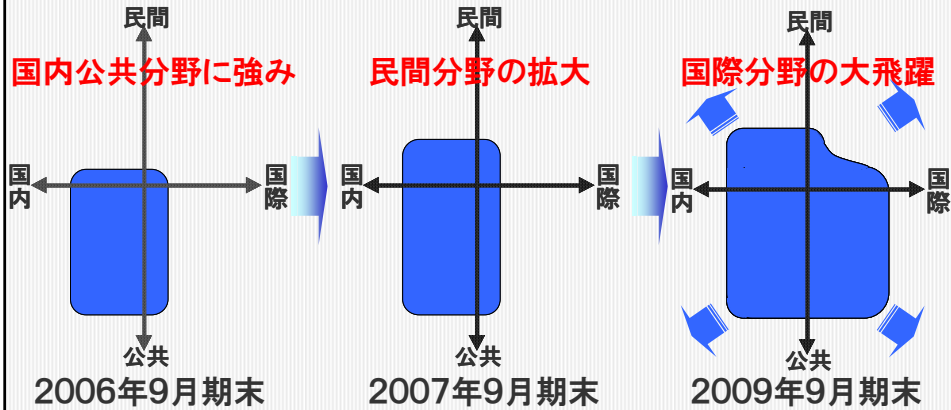 民間
国内公共分野に強み
国内
国際
公共
2006年9月期末
民間
民間分野の拡大
国内
国際
公共
2007年9月期末
民間
国際分野の大飛躍
国内
国際
公共
2009年9月期末